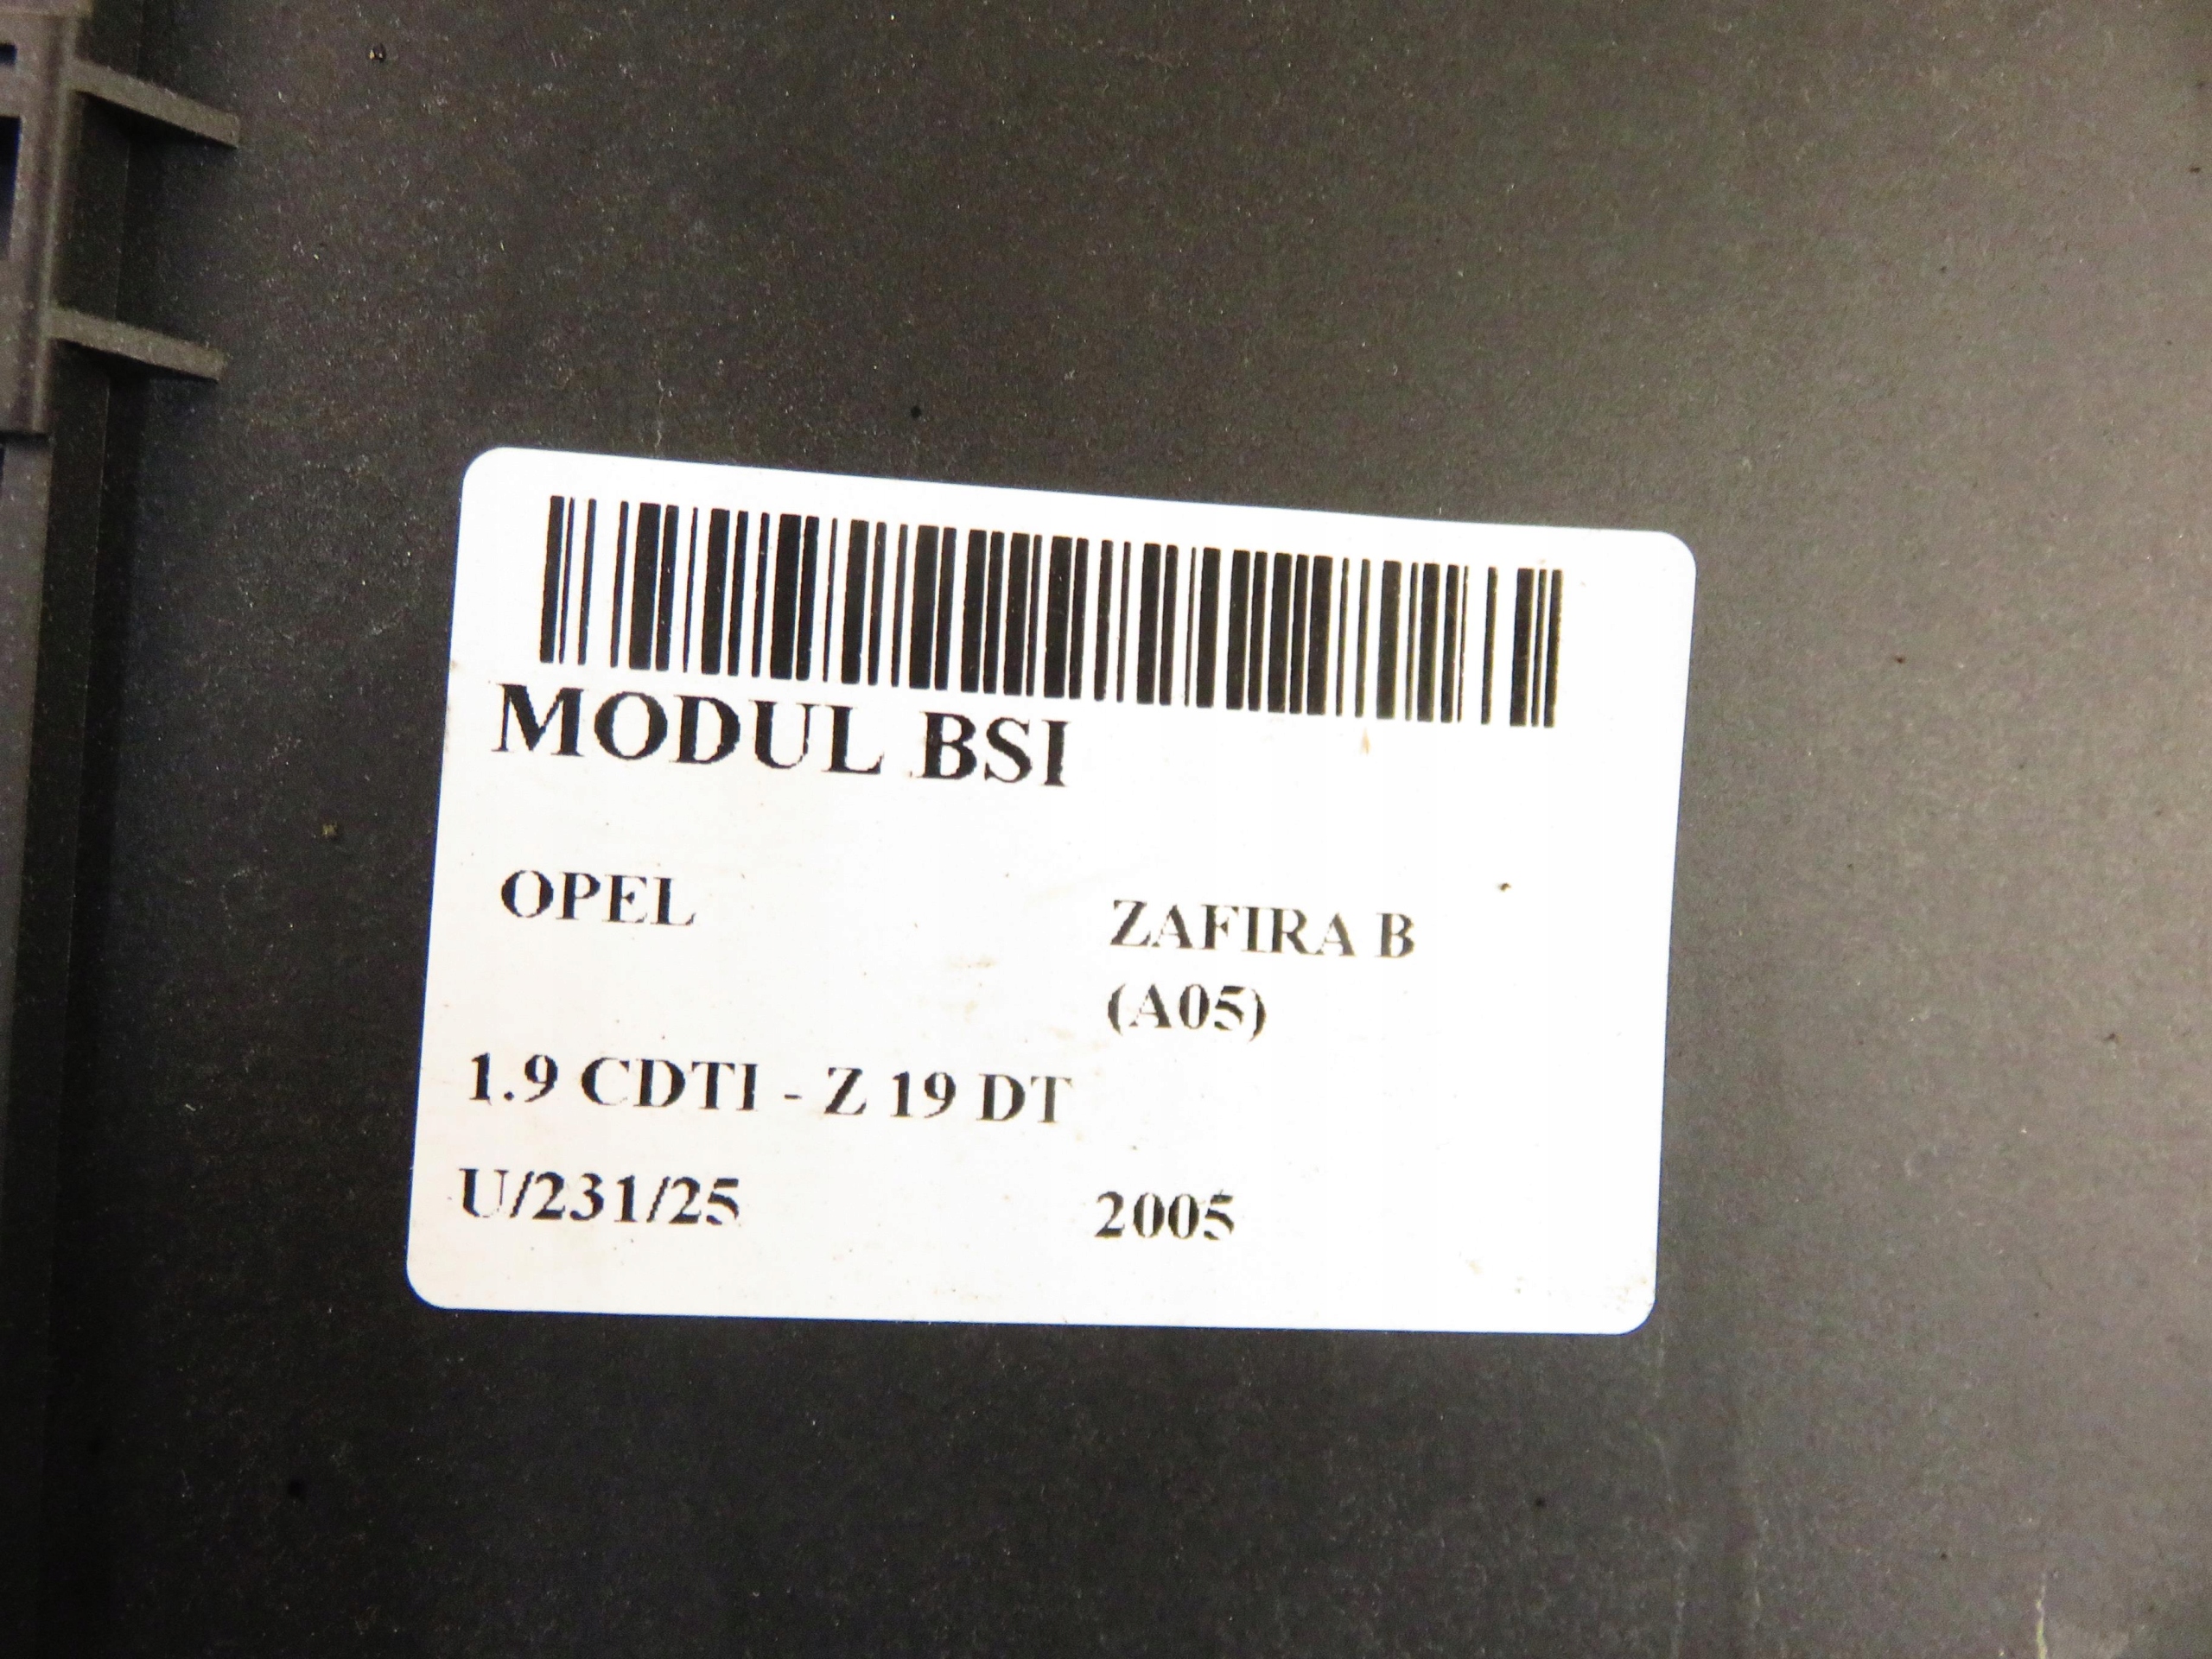 MODUL BSI
OPEL ZAFIRA B
(A05)
1.9 CDTI - Z 19 DT
U/231/25 2005